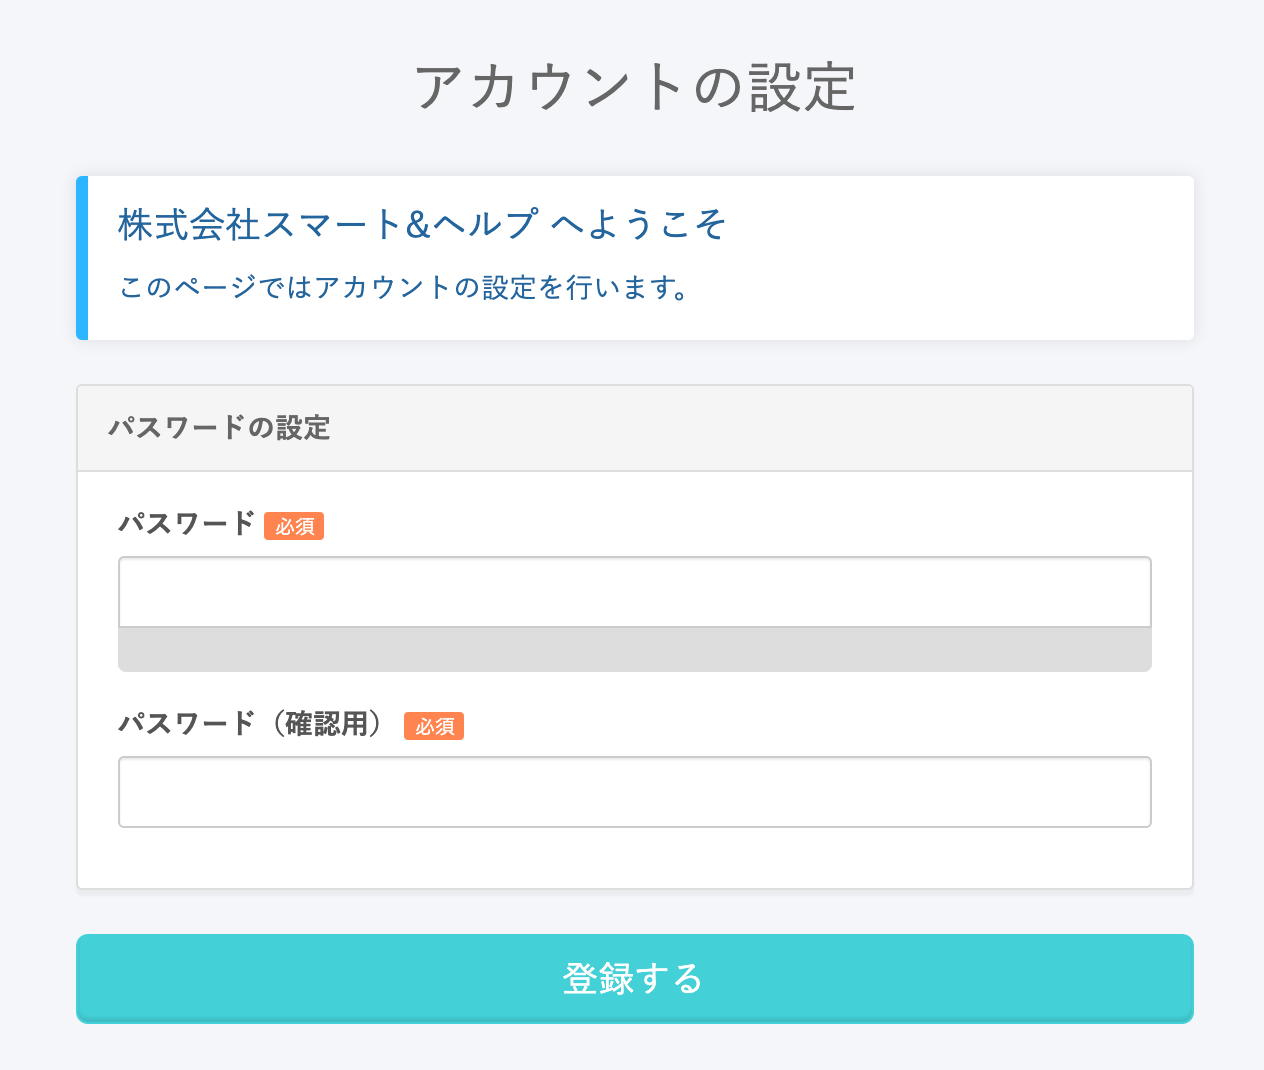 アカウントの設定
株式会社スマート&ヘルプ へようこそ
このページではアカウントの設定を行います。
パスワードの設定
パスワード 必須
パスワード（確認用） 必須
登録する